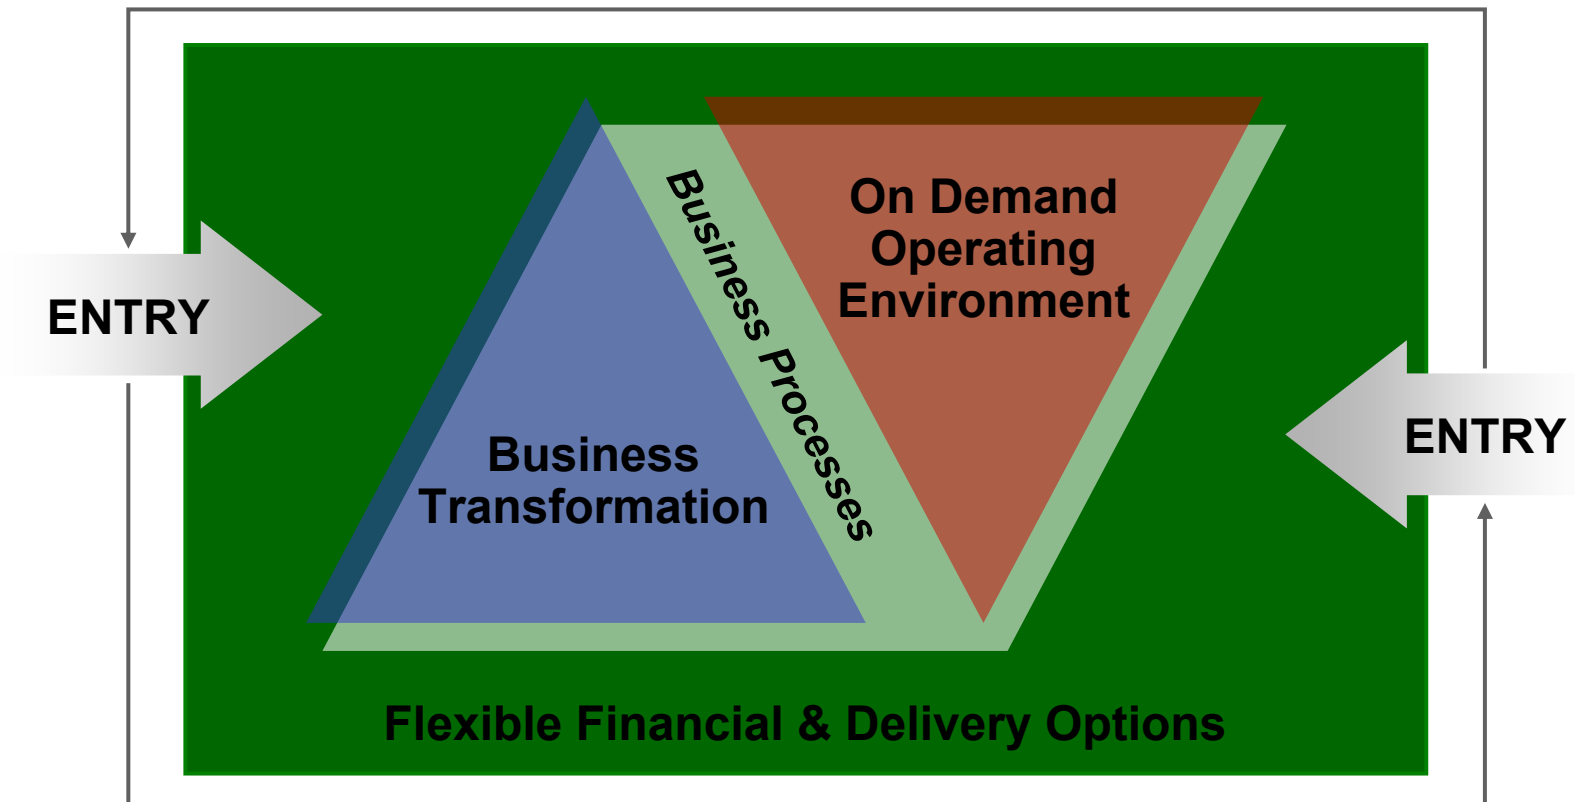 On Demand
Operating
Environment
Business Processes
ENTRY
ENTRY
Business
Transformation
Flexible Financial & Delivery Options